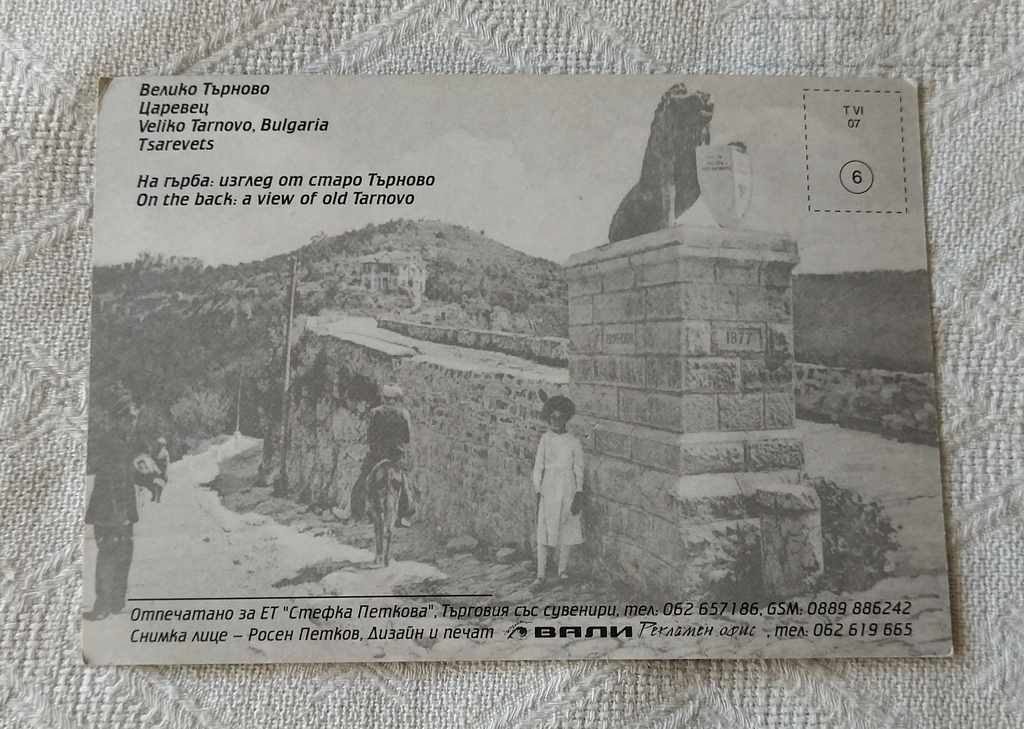 Велико Търново
Царевец
Veliko Tarnovo, Bulgaria
Tsarevets
На гърба: изглед от старо Търново
On the back: a view of old Tarnovo
T VI
07
6
1877
Отпечатано за ЕТ "Стефка Петкова", Търговия със сувенири, тел: 062 657186, GSM: 0889 886242
Снимка лице – Росен Петков, Дизайн и печат ВАЛИ Рекламен офис , тел: 062 619 665